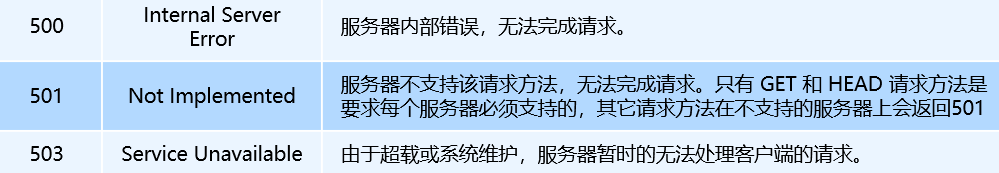 500
Internal Server
Error
服务器内部错误，无法完成请求。
501
Not Implemented
服务器不支持该请求方法，无法完成请求。只有 GET 和 HEAD 请求方法是
要求每个服务器必须支持的，其它请求方法在不支持的服务器上会返回501
503
Service Unavailable
由于超载或系统维护，服务器暂时的无法处理客户端的请求。